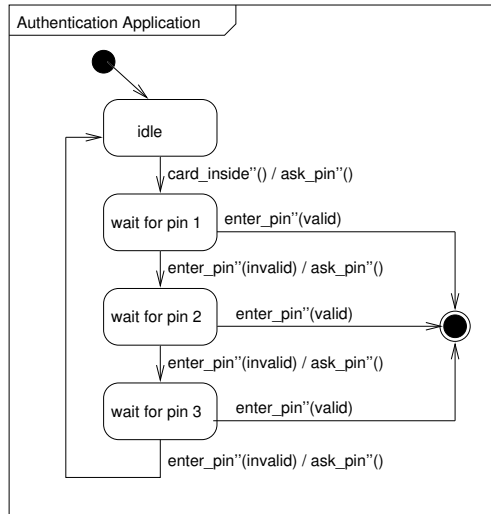 Authentication Application
idle
card_inside’’() / ask_pin’’()
wait for pin 1
enter_pin’’(valid)
enter_pin’’(invalid) / ask_pin’’()
wait for pin 2
enter_pin’’(valid)
enter_pin’’(invalid) / ask_pin’’()
wait for pin 3
enter_pin’’(valid)
enter_pin’’(invalid) / ask_pin’’()